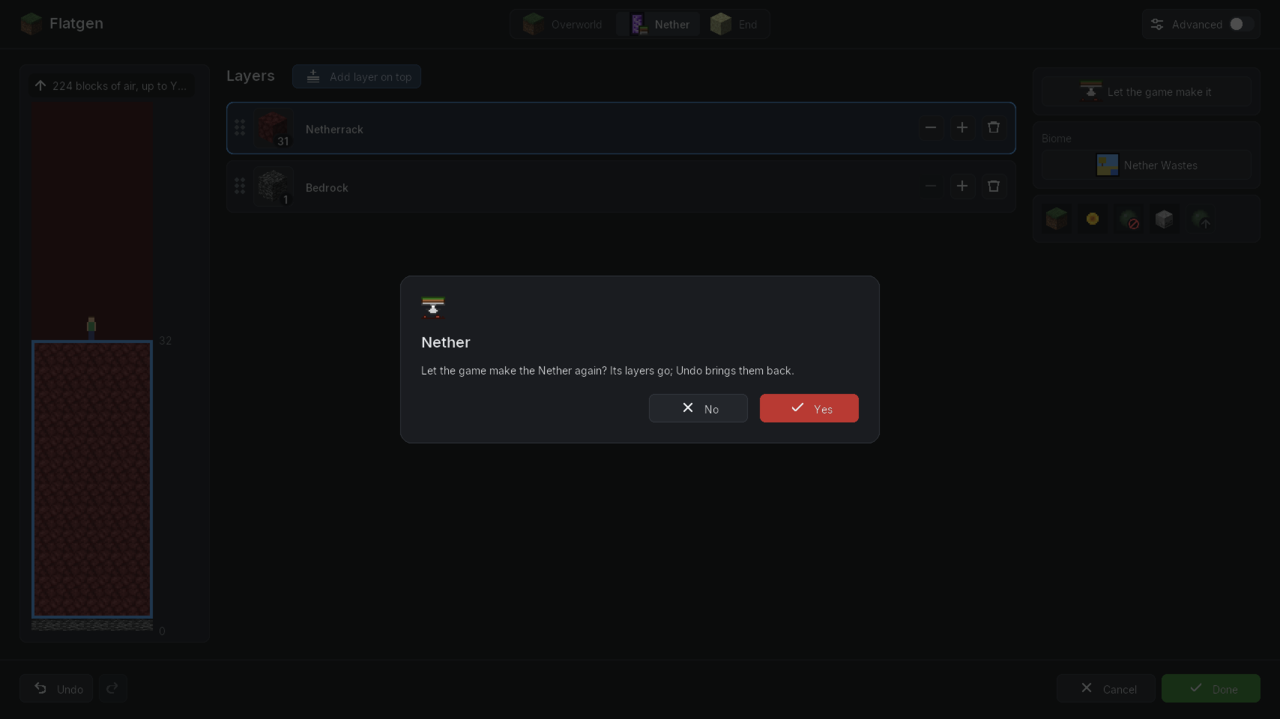 Flatgen
Overworld
Nether
End
Advanced
224 blocks of air, up to Y...
32
0
Layers
Add layer on top
31
Netherrack
1
Bedrock
Let the game make it
Biome
Nether Wastes
Nether
Let the game make the Nether again? Its layers go; Undo brings them back.
No
Yes
Undo
Cancel
Done